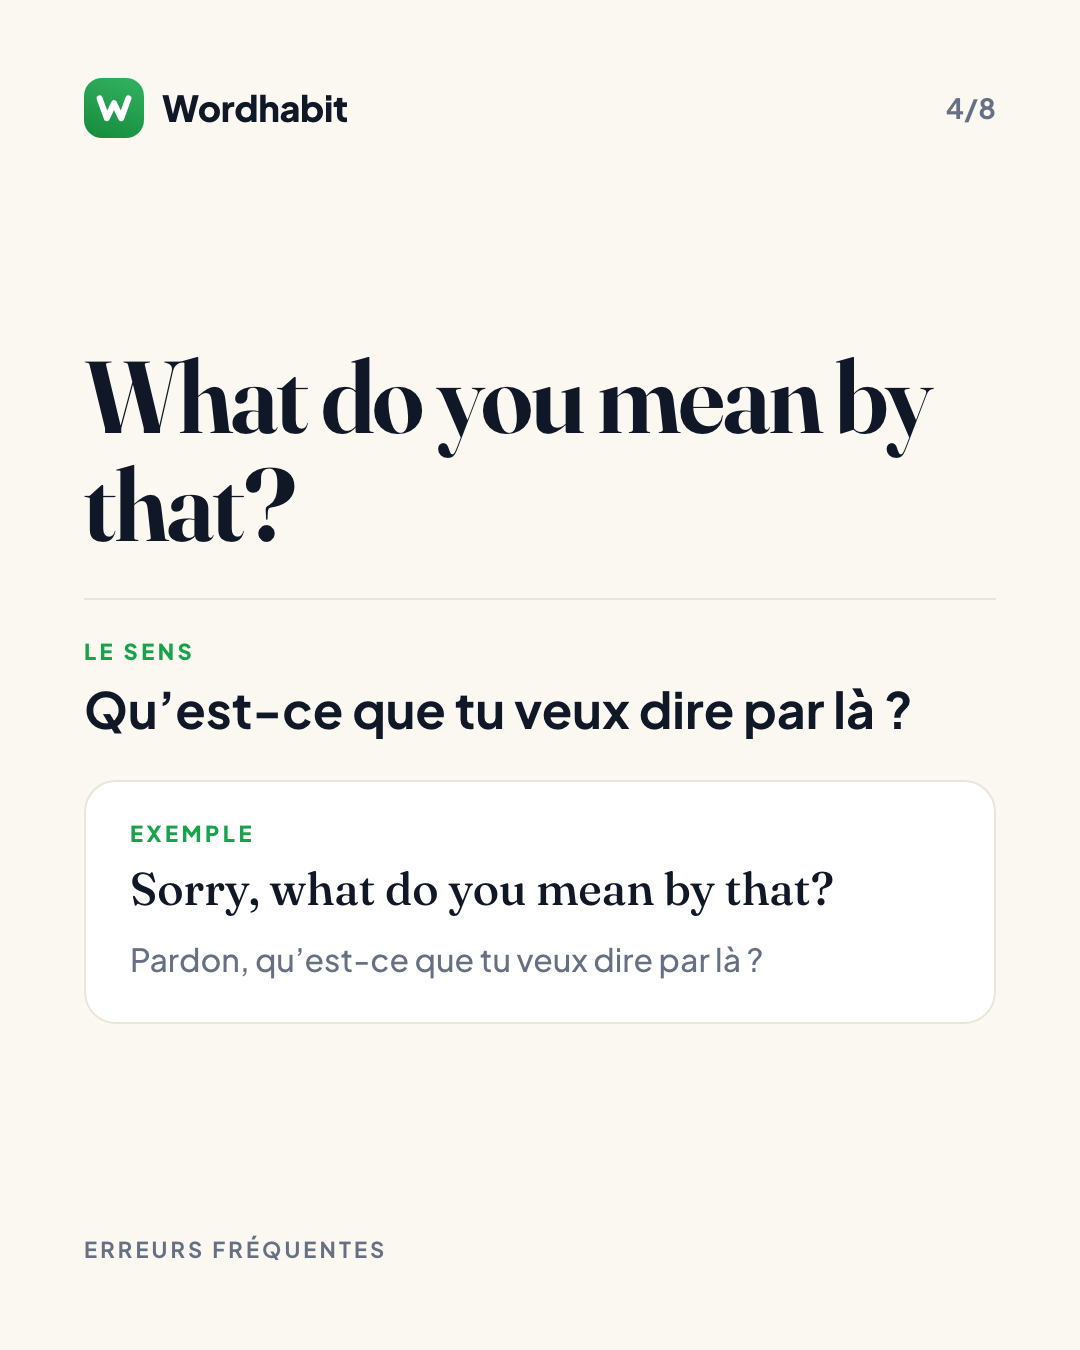 W Wordhabit
4/8
What do you mean by
that?
LE SENS
Qu’est-ce que tu veux dire par là ?
EXEMPLE
Sorry, what do you mean by that?
Pardon, qu’est-ce que tu veux dire par là ?
ERREURS FRÉQUENTES